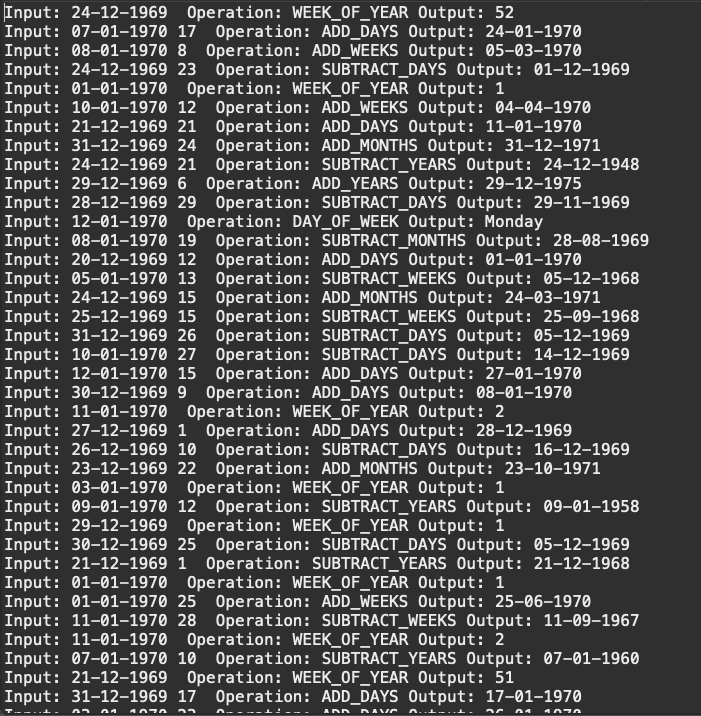 Input: 24-12-1969  Operation: WEEK_OF_YEAR Output: 52
Input: 07-01-1970 17  Operation: ADD_DAYS Output: 24-01-1970
Input: 08-01-1970 8  Operation: ADD_WEEKS Output: 05-03-1970
Input: 24-12-1969 23  Operation: SUBTRACT_DAYS Output: 01-12-1969
Input: 01-01-1970  Operation: WEEK_OF_YEAR Output: 1
Input: 10-01-1970 12  Operation: ADD_WEEKS Output: 04-04-1970
Input: 21-12-1969 21  Operation: ADD_DAYS Output: 11-01-1970
Input: 31-12-1969 24  Operation: ADD_MONTHS Output: 31-12-1971
Input: 24-12-1969 21  Operation: SUBTRACT_YEARS Output: 24-12-1948
Input: 29-12-1969 6  Operation: ADD_YEARS Output: 29-12-1975
Input: 28-12-1969 29  Operation: SUBTRACT_DAYS Output: 29-11-1969
Input: 12-01-1970  Operation: DAY_OF_WEEK Output: Monday
Input: 08-01-1970 19  Operation: SUBTRACT_MONTHS Output: 28-08-1969
Input: 20-12-1969 12  Operation: ADD_DAYS Output: 01-01-1970
Input: 05-01-1970 13  Operation: SUBTRACT_WEEKS Output: 05-12-1968
Input: 24-12-1969 15  Operation: ADD_MONTHS Output: 24-03-1971
Input: 25-12-1969 15  Operation: SUBTRACT_WEEKS Output: 25-09-1968
Input: 31-12-1969 26  Operation: SUBTRACT_DAYS Output: 05-12-1969
Input: 10-01-1970 27  Operation: SUBTRACT_DAYS Output: 14-12-1969
Input: 12-01-1970 15  Operation: ADD_DAYS Output: 27-01-1970
Input: 30-12-1969 9  Operation: ADD_DAYS Output: 08-01-1970
Input: 11-01-1970  Operation: WEEK_OF_YEAR Output: 2
Input: 27-12-1969 1  Operation: ADD_DAYS Output: 28-12-1969
Input: 26-12-1969 10  Operation: SUBTRACT_DAYS Output: 16-12-1969
Input: 23-12-1969 22  Operation: ADD_MONTHS Output: 23-10-1971
Input: 03-01-1970  Operation: WEEK_OF_YEAR Output: 1
Input: 09-01-1970 12  Operation: SUBTRACT_YEARS Output: 09-01-1958
Input: 29-12-1969  Operation: WEEK_OF_YEAR Output: 1
Input: 30-12-1969 25  Operation: SUBTRACT_DAYS Output: 05-12-1969
Input: 21-12-1969 1  Operation: SUBTRACT_YEARS Output: 21-12-1968
Input: 01-01-1970  Operation: WEEK_OF_YEAR Output: 1
Input: 01-01-1970 25  Operation: ADD_WEEKS Output: 25-06-1970
Input: 11-01-1970 28  Operation: SUBTRACT_WEEKS Output: 11-09-1967
Input: 11-01-1970  Operation: WEEK_OF_YEAR Output: 2
Input: 07-01-1970 10  Operation: SUBTRACT_YEARS Output: 07-01-1960
Input: 21-12-1969  Operation: WEEK_OF_YEAR Output: 51
Input: 31-12-1969 17  Operation: ADD_DAYS Output: 17-01-1970